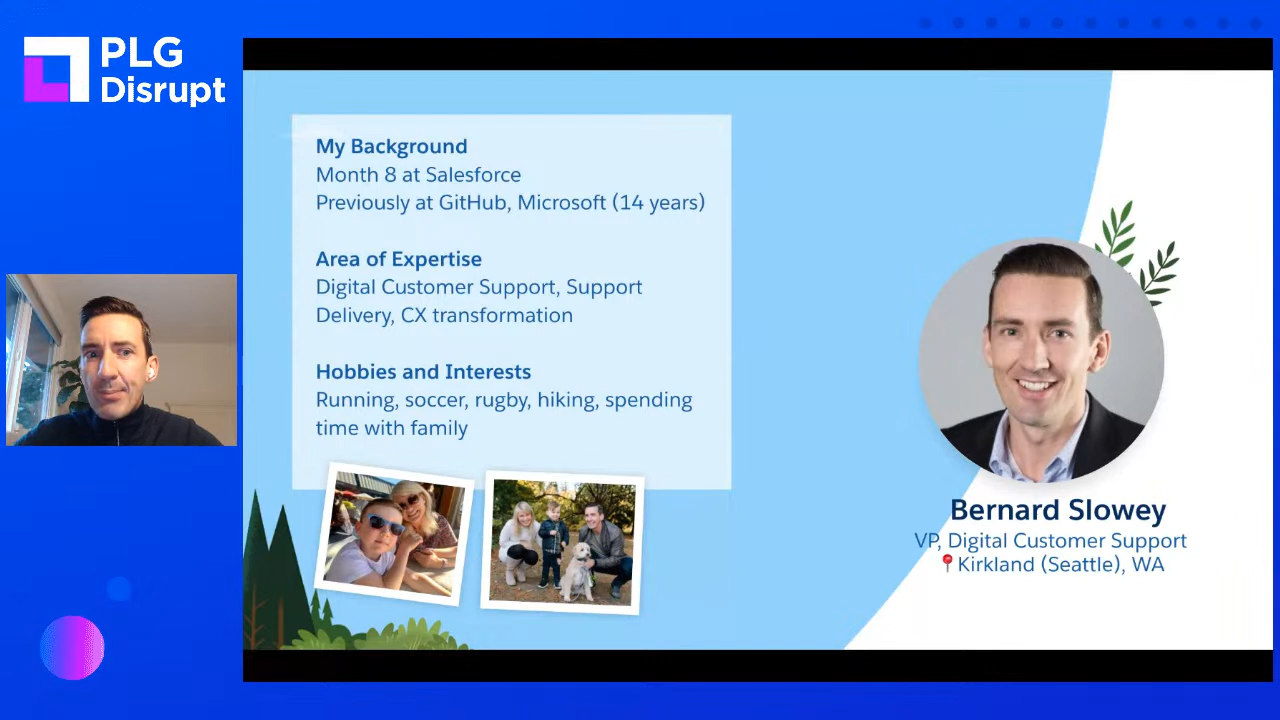 PLG
Disrupt
My Background
Month 8 at Salesforce
Previously at GitHub, Microsoft (14 years)
Area of Expertise
Digital Customer Support, Support
Delivery, CX transformation
Hobbies and Interests
Running, soccer, rugby, hiking, spending
time with family
Bernard Slowey
VP, Digital Customer Support
Kirkland (Seattle), WA